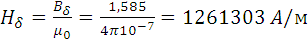 H_δ = B_δ / μ_0 = 1,585 / 4π10^{-7} = 1261303 A/м